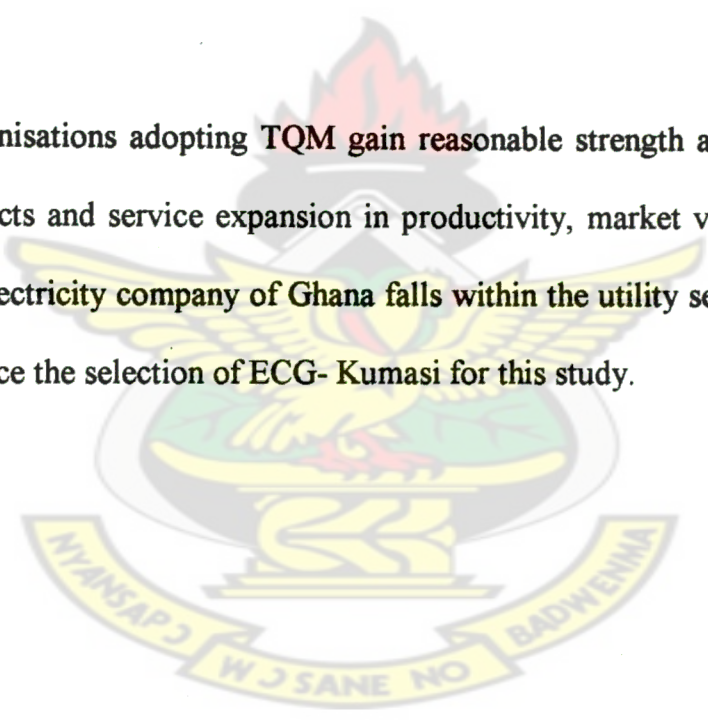 nisations adopting TQM gain reasonable strength a
cts and service expansion in productivity, market v
ectricity company of Ghana falls within the utility se
ce the selection of ECG- Kumasi for this study.
NYANSAPƆ
WƆSANE NO
BADWENMA